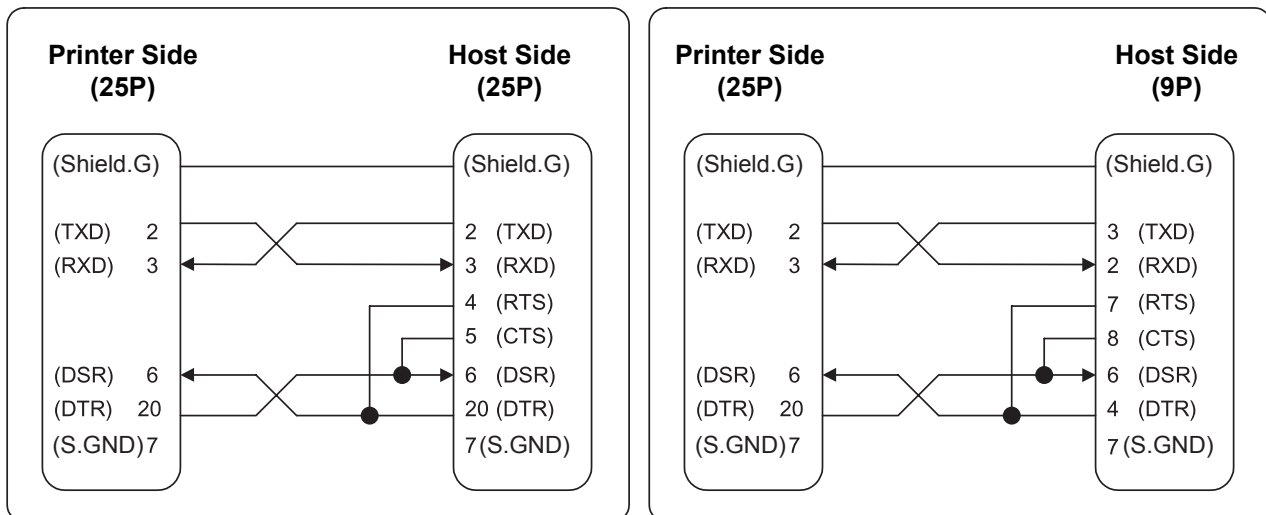 Printer Side
(25P)
Host Side
(25P)
(Shield.G)
(TXD) 2
(RXD) 3
(DSR) 6
(DTR) 20
(S.GND) 7
(Shield.G)
2 (TXD)
3 (RXD)
4 (RTS)
5 (CTS)
6 (DSR)
20 (DTR)
7 (S.GND)
Printer Side
(25P)
Host Side
(9P)
(Shield.G)
(TXD) 2
(RXD) 3
(DSR) 6
(DTR) 20
(S.GND) 7
(Shield.G)
3 (TXD)
2 (RXD)
7 (RTS)
8 (CTS)
6 (DSR)
4 (DTR)
7 (S.GND)